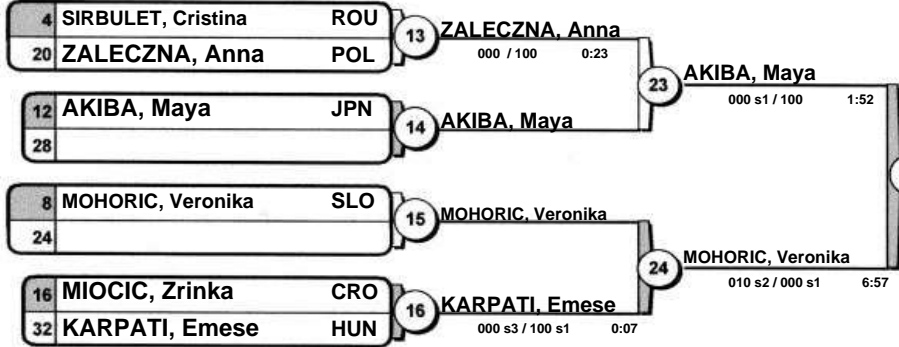 4 SIRBULET, Cristina ROU
20 ZALECZNA, Anna POL
13
ZALECZNA, Anna
000 / 100 0:23
12 AKIBA, Maya JPN
28
14
AKIBA, Maya
23
AKIBA, Maya
000 s1 / 100 1:52
8 MOHORIC, Veronika SLO
24
15
MOHORIC, Veronika
16 MIOCIC, Zrinka CRO
32 KARPATI, Emese HUN
16
KARPATI, Emese
000 s3 / 100 s1 0:07
24
MOHORIC, Veronika
010 s2 / 000 s1 6:57